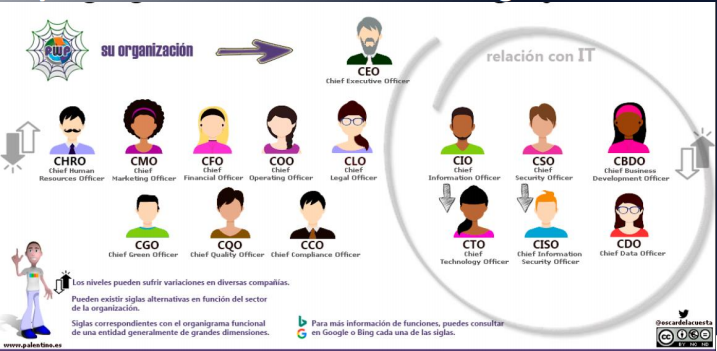 RWP
su organización
relación con IT
CEO
Chief Executive Officer
CHRO
Chief Human
Resources Officer
CMO
Chief
Marketing Officer
CFO
Chief
Financial Officer
COO
Chief
Operating Officer
CLO
Chief
Legal Officer
CIO
Chief
Information Officer
CSO
Chief
Security Officer
CBDO
Chief Business
Development Officer
CGO
Chief Green Officer
CQO
Chief Quality Officer
CCO
Chief Compliance Officer
CTO
Chief
Technology Officer
CISO
Chief Information
Security Officer
CDO
Chief Data Officer
Los niveles pueden sufrir variaciones en diversas compañías.
Pueden existir siglas alternativas en función del sector
de la organización.
Siglas correspondientes con el organigrama funcional
de una entidad generalmente de grandes dimensiones.
Para más información de funciones, puedes consultar
en Google o Bing cada una de las siglas.
www.palentino.es
@oscardelacuesta
cc
BY NC ND